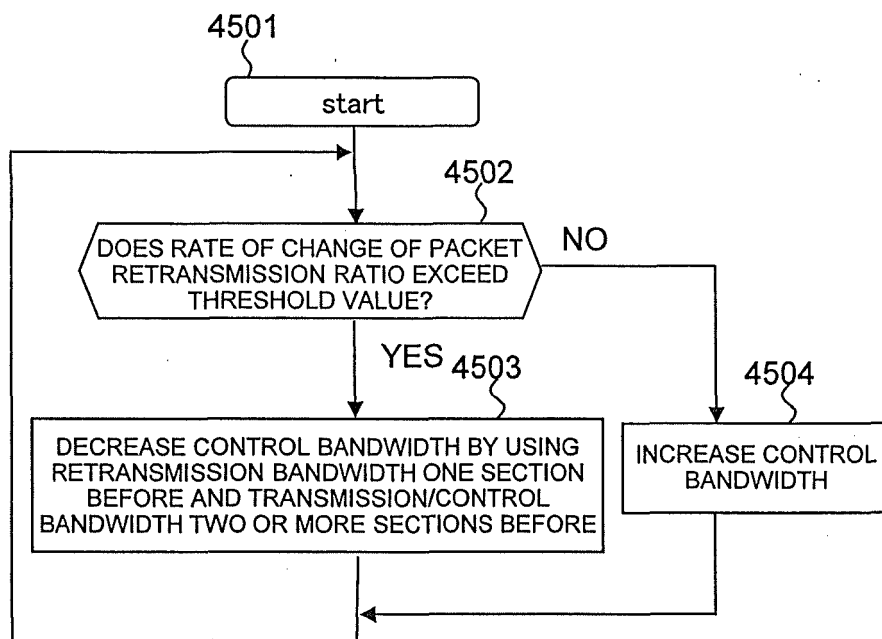 4501
start
4502
DOES RATE OF CHANGE OF PACKET
RETRANSMISSION RATIO EXCEED
THRESHOLD VALUE?
NO
YES
4503
DECREASE CONTROL BANDWIDTH BY USING
RETRANSMISSION BANDWIDTH ONE SECTION
BEFORE AND TRANSMISSION/CONTROL
BANDWIDTH TWO OR MORE SECTIONS BEFORE
4504
INCREASE CONTROL
BANDWIDTH